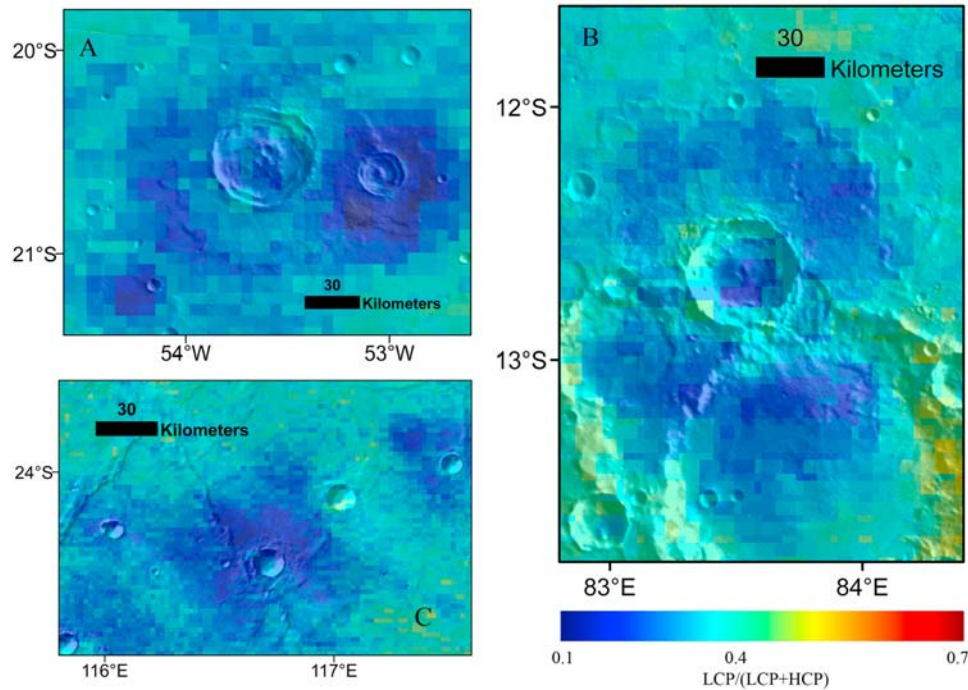 A
20°S
21°S
30
Kilometers
54°W
53°W
B
30
Kilometers
12°S
13°S
83°E
84°E
30
Kilometers
24°S
C
116°E
117°E
0.1
0.4
0.7
LCP/(LCP+HCP)